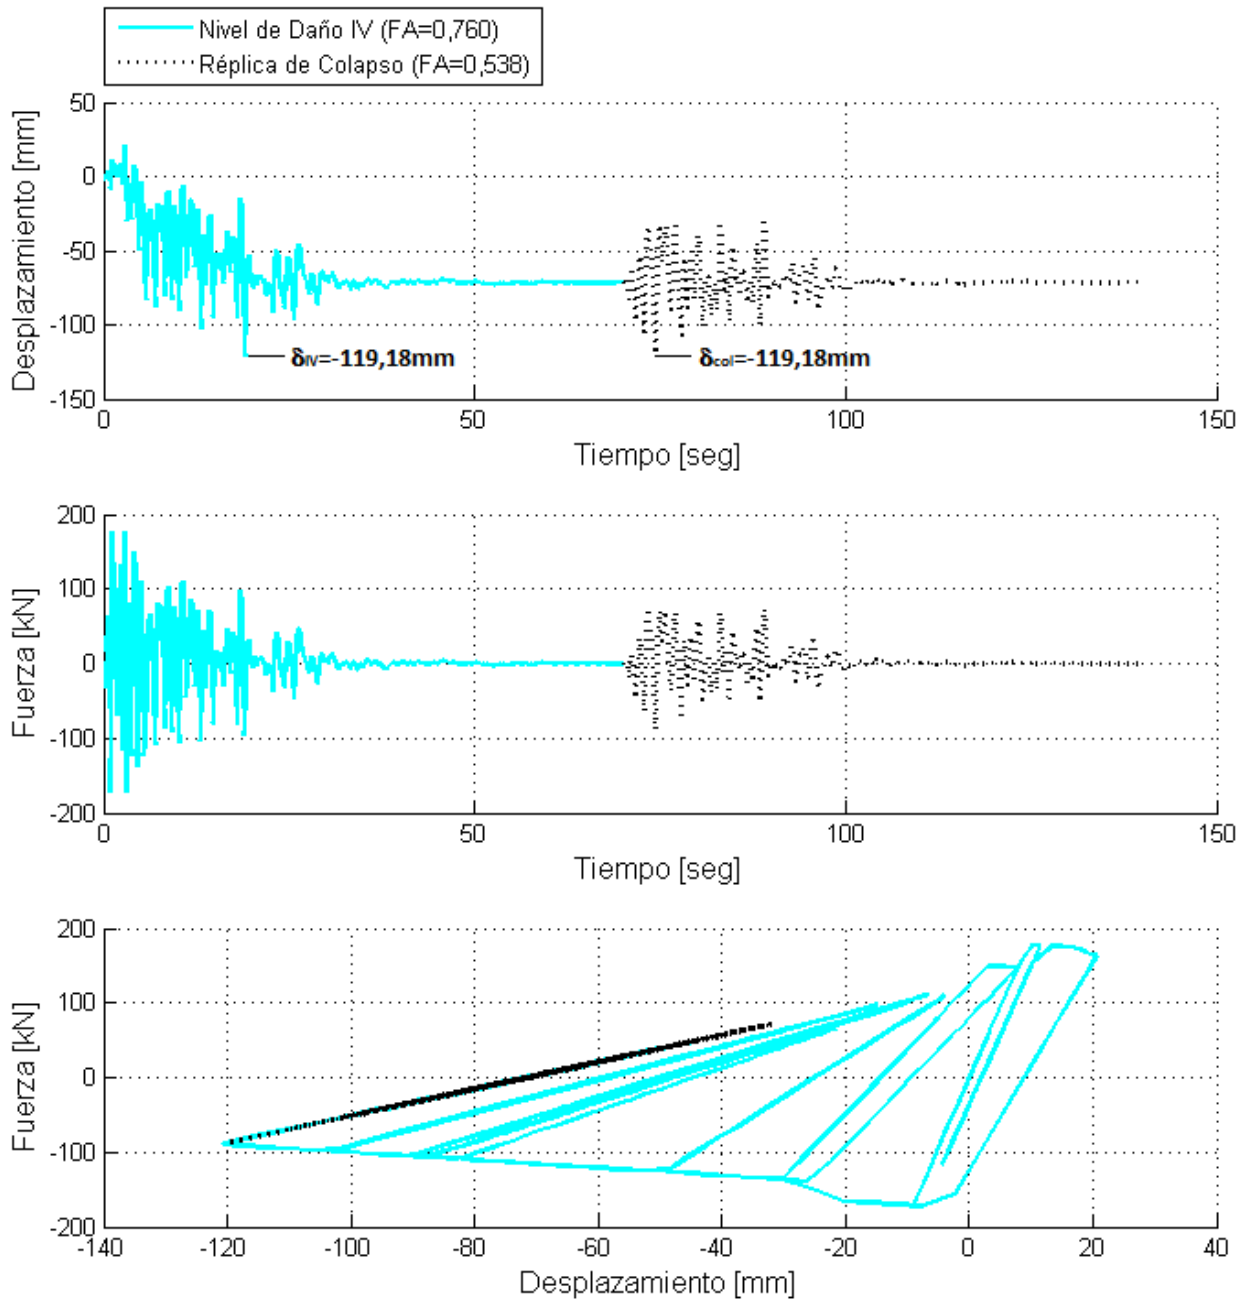 Nivel de Daño IV (FA=0,760)
Réplica de Colapso (FA=0,538)
Desplazamiento [mm]
50
0
-50
-100
-150
δIV=-119,18mm
δcol=-119,18mm
0 50 100 150
Tiempo [seg]
Fuerza [kN]
200
100
0
-100
-200
0 50 100 150
Tiempo [seg]
Fuerza [kN]
200
100
0
-100
-200
-140 -120 -100 -80 -60 -40 -20 0 20 40
Desplazamiento [mm]